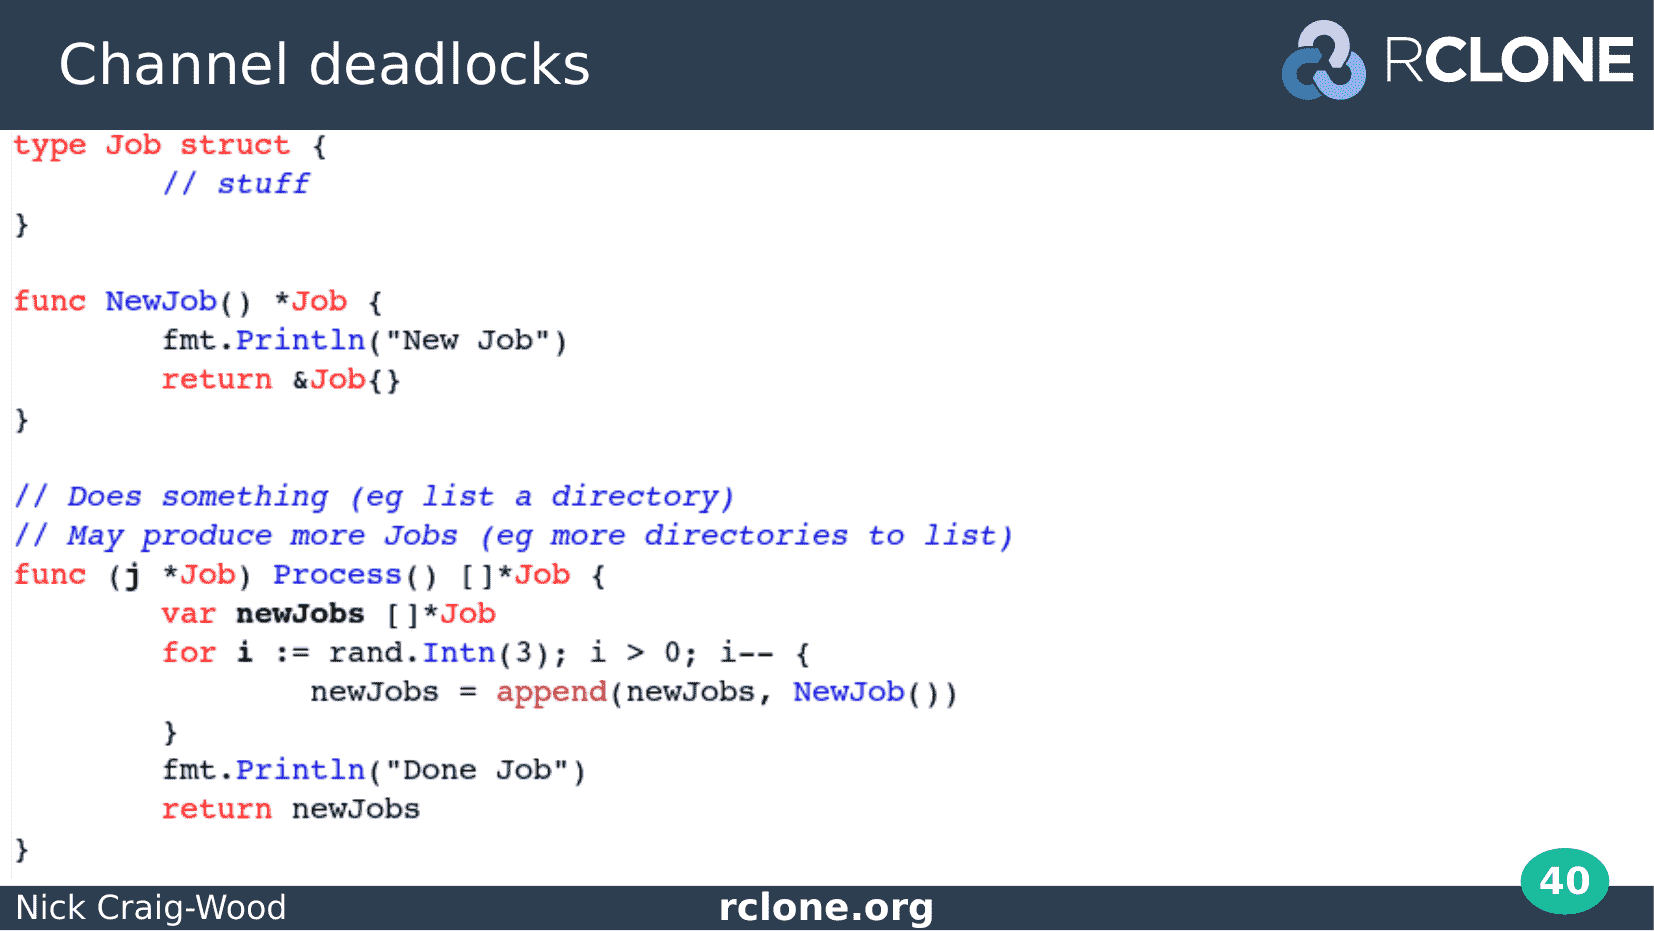 Channel deadlocks
RCLONE
type Job struct {
        // stuff
}

func NewJob() *Job {
        fmt.Println("New Job")
        return &Job{}
}

// Does something (eg list a directory)
// May produce more Jobs (eg more directories to list)
func (j *Job) Process() []*Job {
        var newJobs []*Job
        for i := rand.Intn(3); i > 0; i-- {
                newJobs = append(newJobs, NewJob())
        }
        fmt.Println("Done Job")
        return newJobs
}
Nick Craig-Wood
rclone.org
40